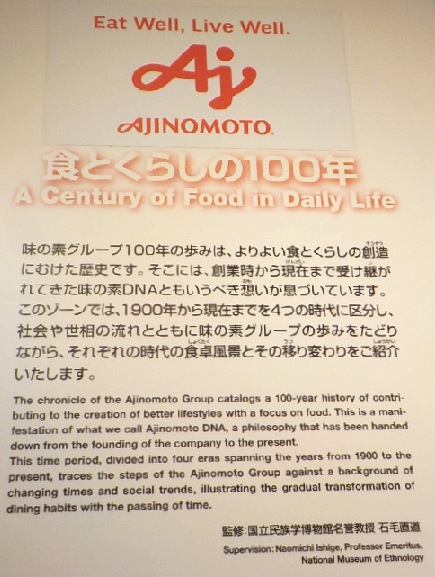 Eat Well, Live Well.
Aj
AJINOMOTO®
食とくらしの100年
A Century of Food in Daily Life
味の素グループ100年の歩みは、よりよい食とくらしの創造
にむけた歴史です。そこには、創業時から現在まで受け継が
れてきた味の素DNAともいうべき想いが息づいています。
このゾーンでは、1900年から現在までを4つの時代に区分し、
社会や世相の流れとともに味の素グループの歩みをたどり
ながら、それぞれの時代の食卓風景とその移り変わりをご紹介
いたします。
The chronicle of the Ajinomoto Group catalogs a 100-year history of contri-
buting to the creation of better lifestyles with a focus on food. This is a mani-
festation of what we call Ajinomoto DNA, a philosophy that has been handed
down from the founding of the company to the present.
This time period, divided into four eras spanning the years from 1900 to the
present, traces the steps of the Ajinomoto Group against a background of
changing times and social trends, illustrating the gradual transformation of
dining habits with the passing of time.
監修:国立民族学博物館名誉教授 石毛直道
Supervision: Naomichi Ishige, Professor Emeritus,
National Museum of Ethnology